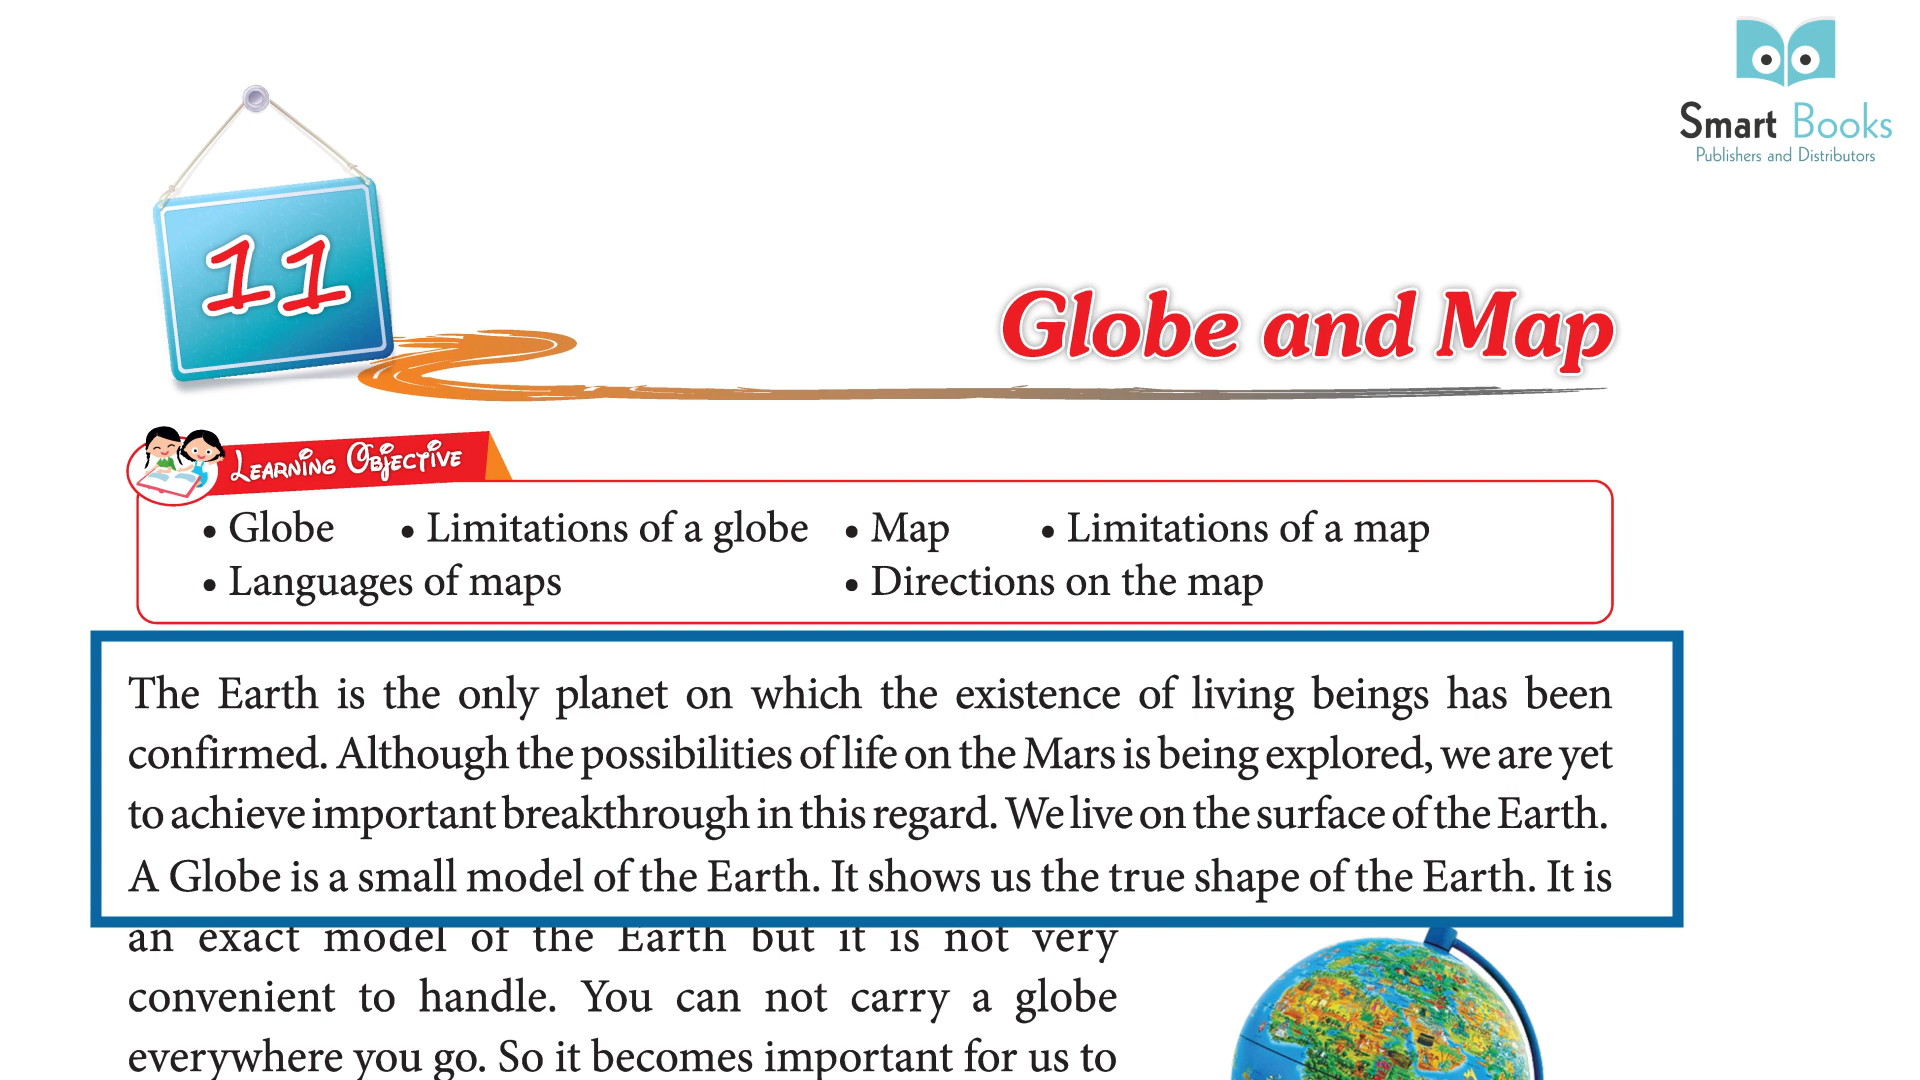 Smart Books
Publishers and Distributors
11
Globe and Map
Learning Objective
• Globe • Limitations of a globe • Map • Limitations of a map
• Languages of maps • Directions on the map
The Earth is the only planet on which the existence of living beings has been
confirmed. Although the possibilities of life on the Mars is being explored, we are yet
to achieve important breakthrough in this regard. We live on the surface of the Earth.
A Globe is a small model of the Earth. It shows us the true shape of the Earth. It is
an exact model of the Earth but it is not very
convenient to handle. You can not carry a globe
everywhere you go. So it becomes important for us to